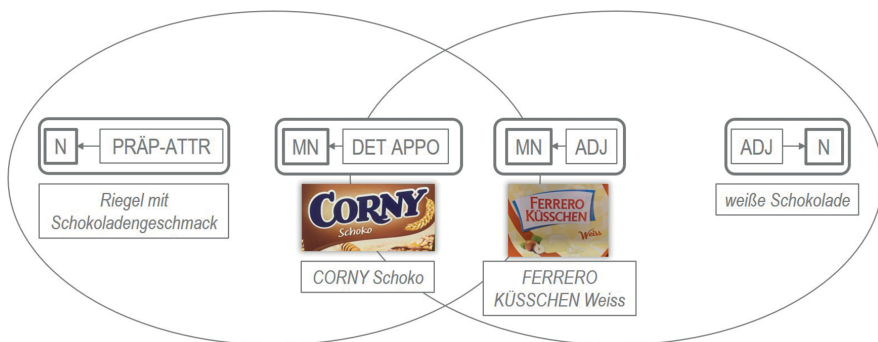 N PRÄP-ATTR
Riegel mit
Schokoladengeschmack
MN DET APPO
CORNY
Schoko
CORNY Schoko
MN ADJ
FERRERO
KÜSSCHEN
Weiss
FERRERO
KÜSSCHEN Weiss
ADJ N
weiße Schokolade